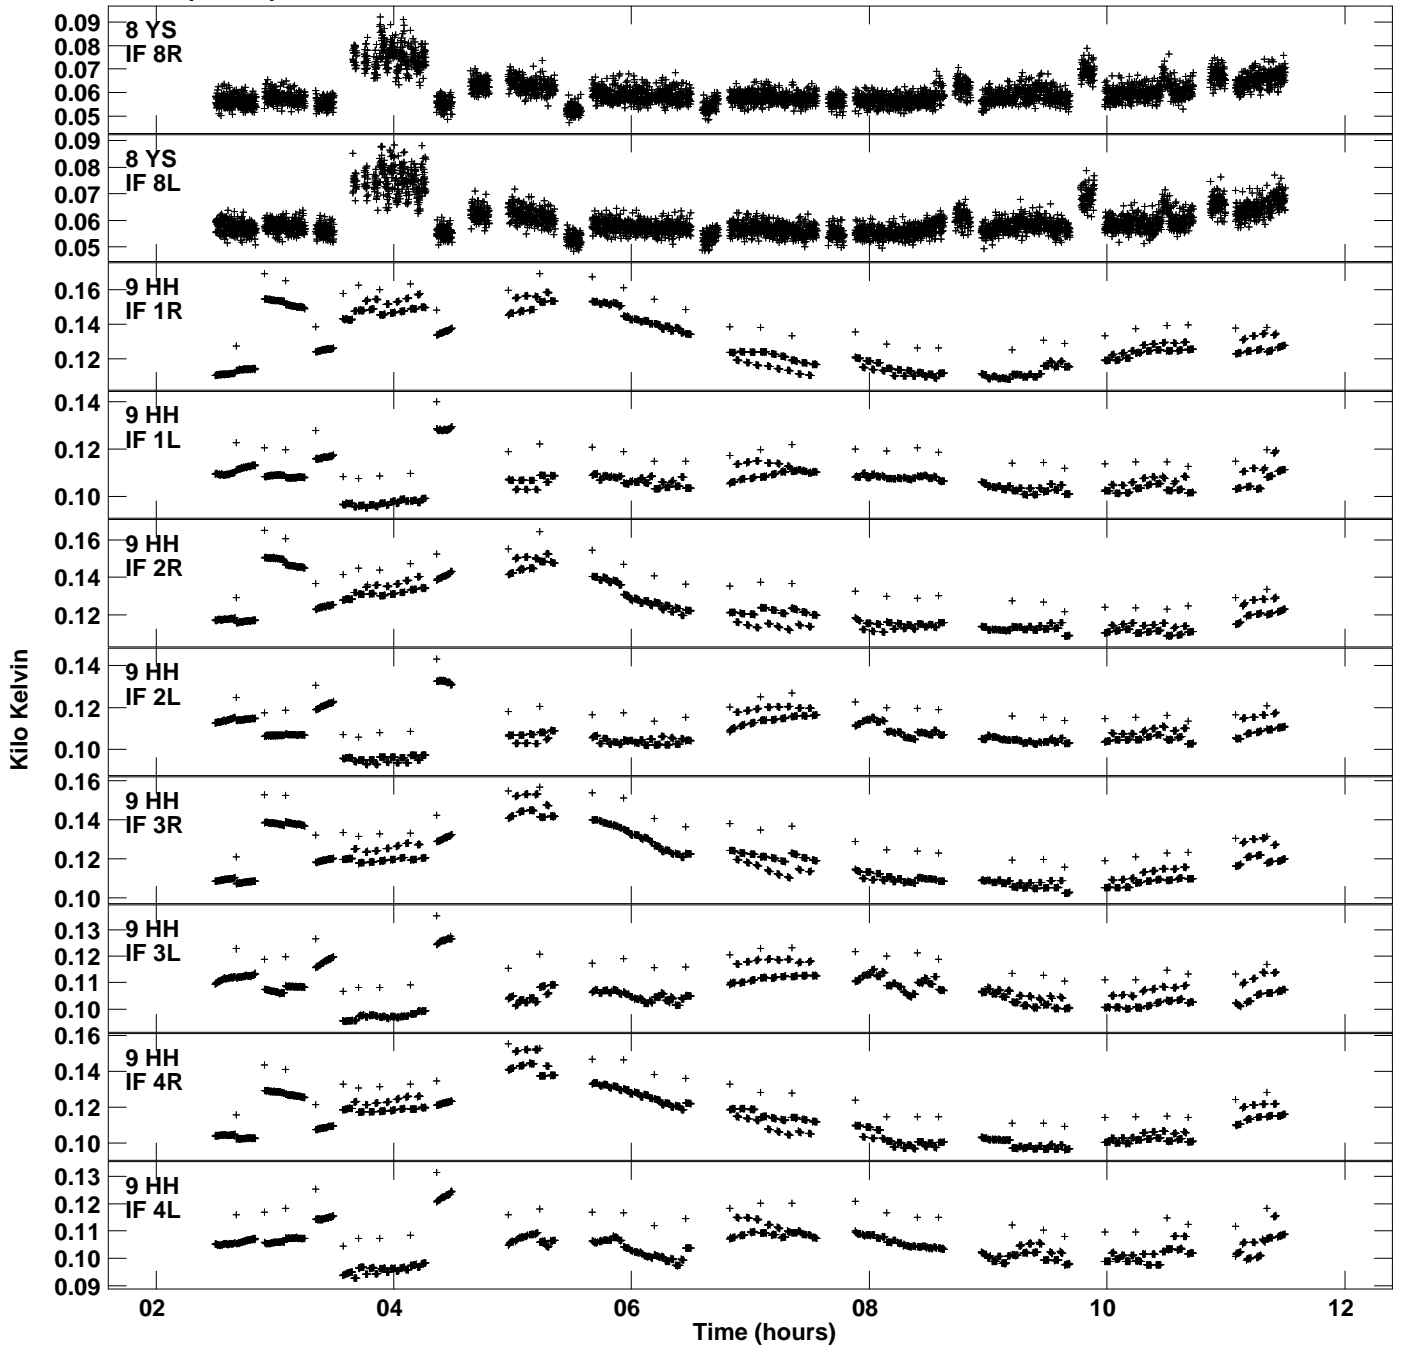 0.09
8 YS
0.08
IF 8R
0.07
0.06
0.05
0.09
8 YS
0.08
IF 8L
0.07
0.06
0.05
9 HH
0.16
IF 1R
0.14
0.12
0.14
9 HH
IF 1L
0.12
0.10
9 HH
0.16
IF 2R
0.14
0.12
9 HH
0.14
IF 2L
0.12
0.10
0.16
9 HH
IF 3R
0.14
0.12
0.10
9 HH
0.13
IF 3L
0.12
0.11
0.10
0.16
9 HH
IF 4R
0.14
0.12
0.10
9 HH
0.13
IF 4L
0.12
0.11
0.10
0.09
Kilo Kelvin
02 04 06 08 10 12
Time (hours)